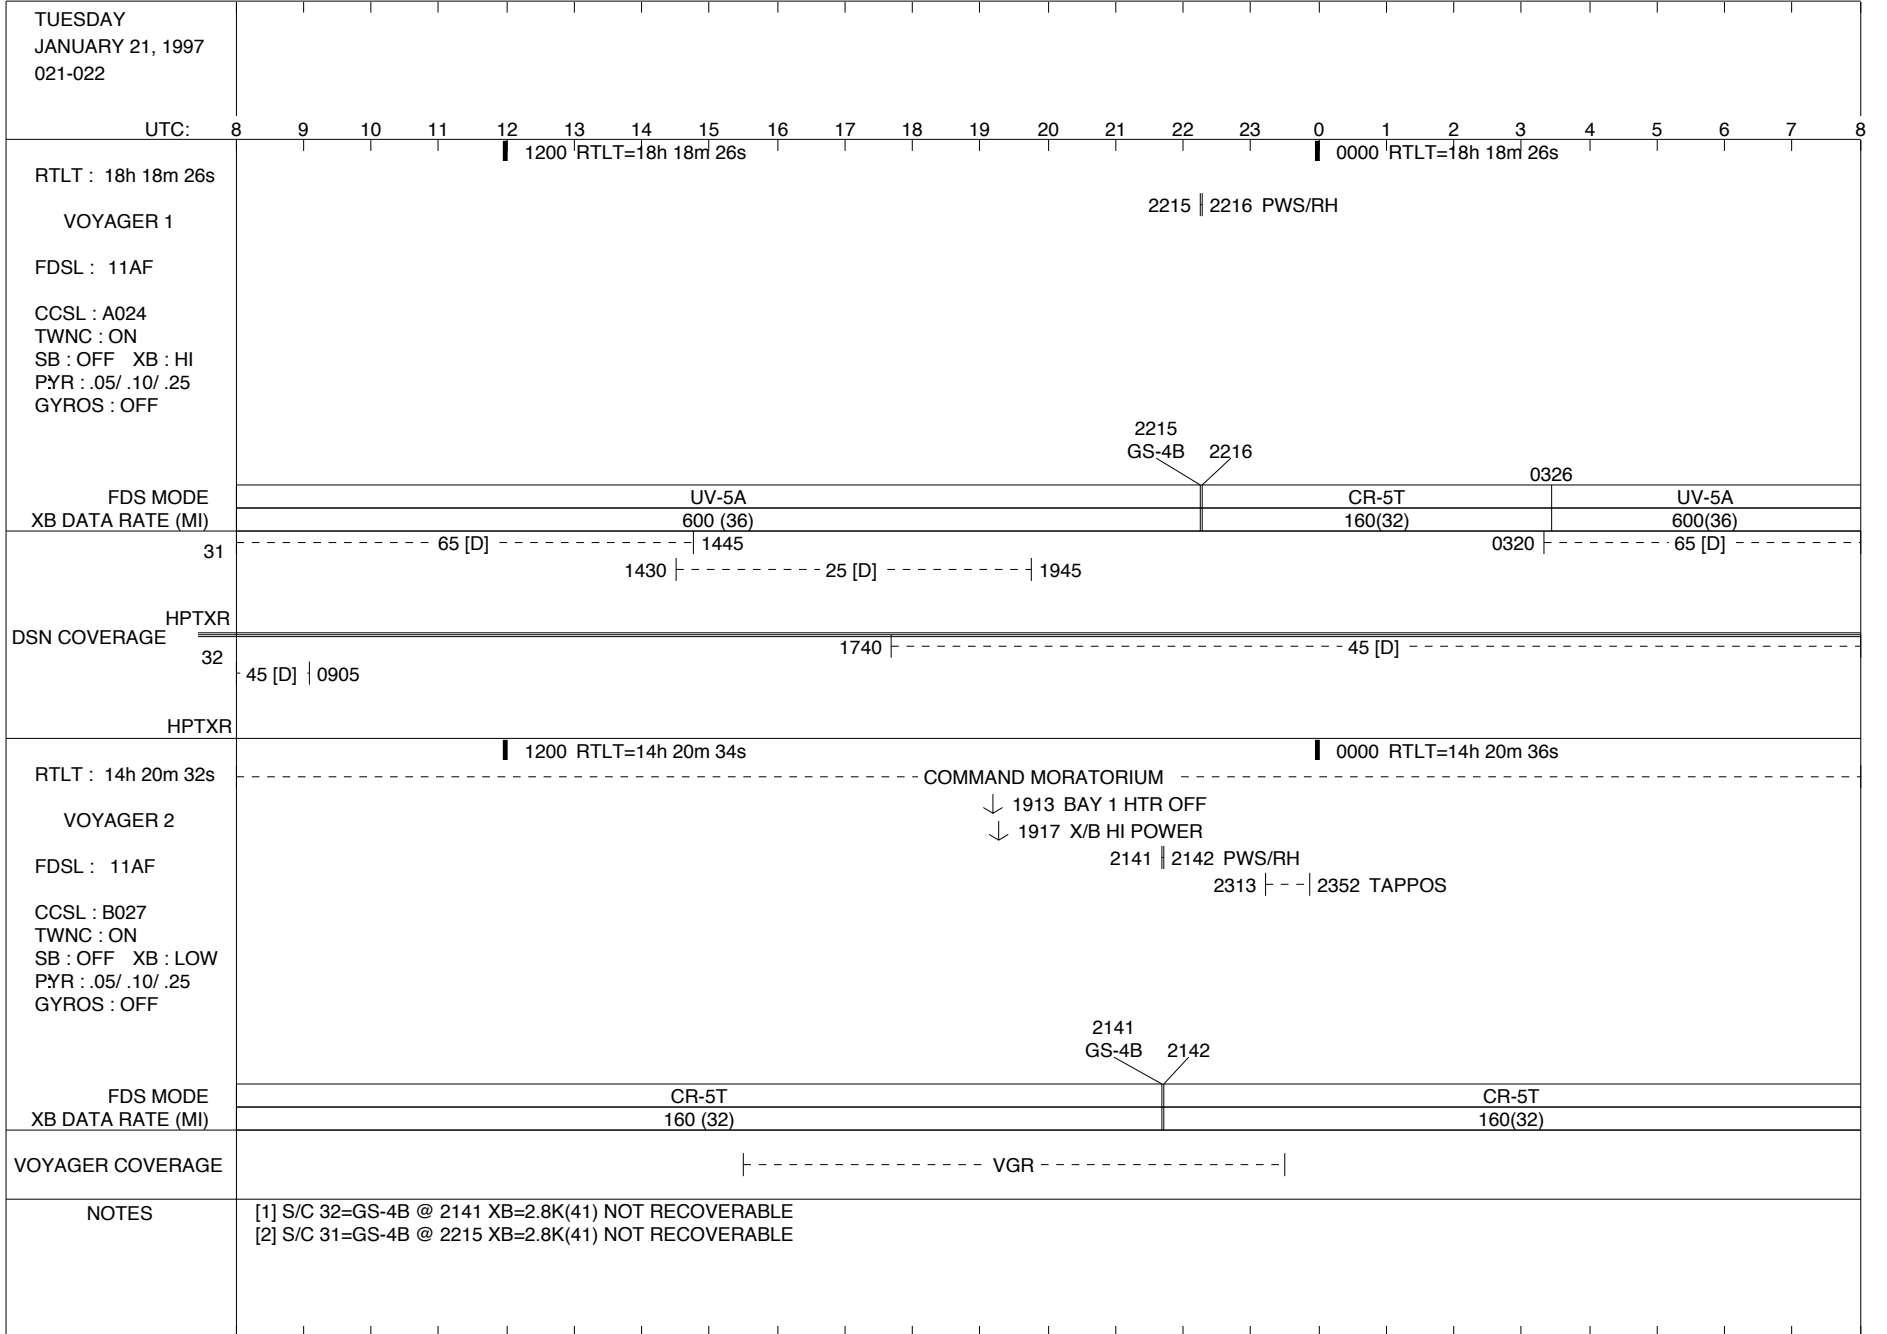 TUESDAY
JANUARY 21, 1997
021-022
UTC: 8 9 10 11 12 13 14 15 16 17 18 19 20 21 22 23 0 1 2 3 4 5 6 7 8
1200 RTLT=18h 18m 26s 0000 RTLT=18h 18m 26s
RTLT : 18h 18m 26s
2215 2216 PWS/RH
VOYAGER 1
FDSL : 11AF
CCSL : A024
TWNC : ON
SB : OFF XB : HI
P:YR : .05/ .10/ .25
GYROS : OFF
2215
GS-4B 2216
0326
FDS MODE UV-5A CR-5T UV-5A
XB DATA RATE (MI) 600 (36) 160(32) 600(36)
31 65 [D] 1445 0320 65 [D]
1430 25 [D] 1945
HPTXR
DSN COVERAGE
32 1740 45 [D]
45 [D] 0905
HPTXR
1200 RTLT=14h 20m 34s 0000 RTLT=14h 20m 36s
RTLT : 14h 20m 32s COMMAND MORATORIUM
1913 BAY 1 HTR OFF
VOYAGER 2
1917 X/B HI POWER
2141 2142 PWS/RH
FDSL : 11AF
2313 2352 TAPPOS
CCSL : B027
TWNC : ON
SB : OFF XB : LOW
P:YR : .05/ .10/ .25
GYROS : OFF
2141
GS-4B 2142
FDS MODE CR-5T CR-5T
XB DATA RATE (MI) 160 (32) 160(32)
VOYAGER COVERAGE VGR
NOTES [1] S/C 32=GS-4B @ 2141 XB=2.8K(41) NOT RECOVERABLE
[2] S/C 31=GS-4B @ 2215 XB=2.8K(41) NOT RECOVERABLE